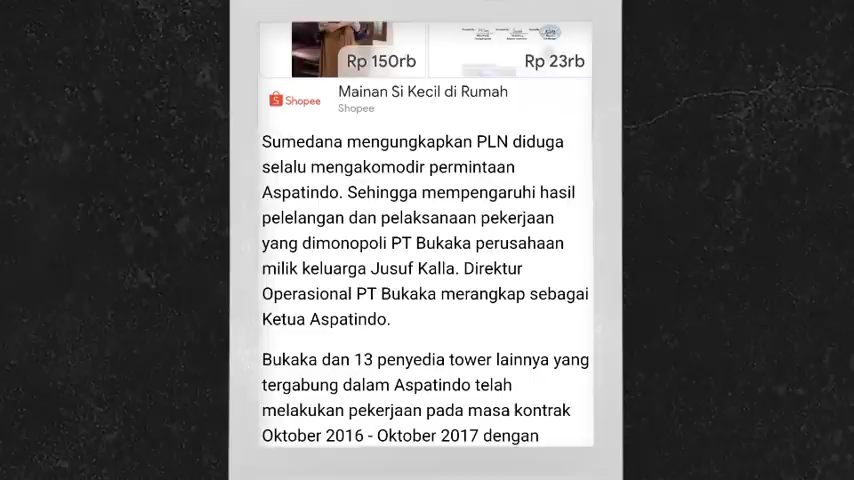 Rp 150rb
Rp 23rb
Shopee
Mainan Si Kecil di Rumah
Shopee
Sumedana mengungkapkan PLN diduga
selalu mengakomodir permintaan
Aspatindo. Sehingga mempengaruhi hasil
pelelangan dan pelaksanaan pekerjaan
yang dimonopoli PT Bukaka perusahaan
milik keluarga Jusuf Kalla. Direktur
Operasional PT Bukaka merangkap sebagai
Ketua Aspatindo.
Bukaka dan 13 penyedia tower lainnya yang
tergabung dalam Aspatindo telah
melakukan pekerjaan pada masa kontrak
Oktober 2016 - Oktober 2017 dengan